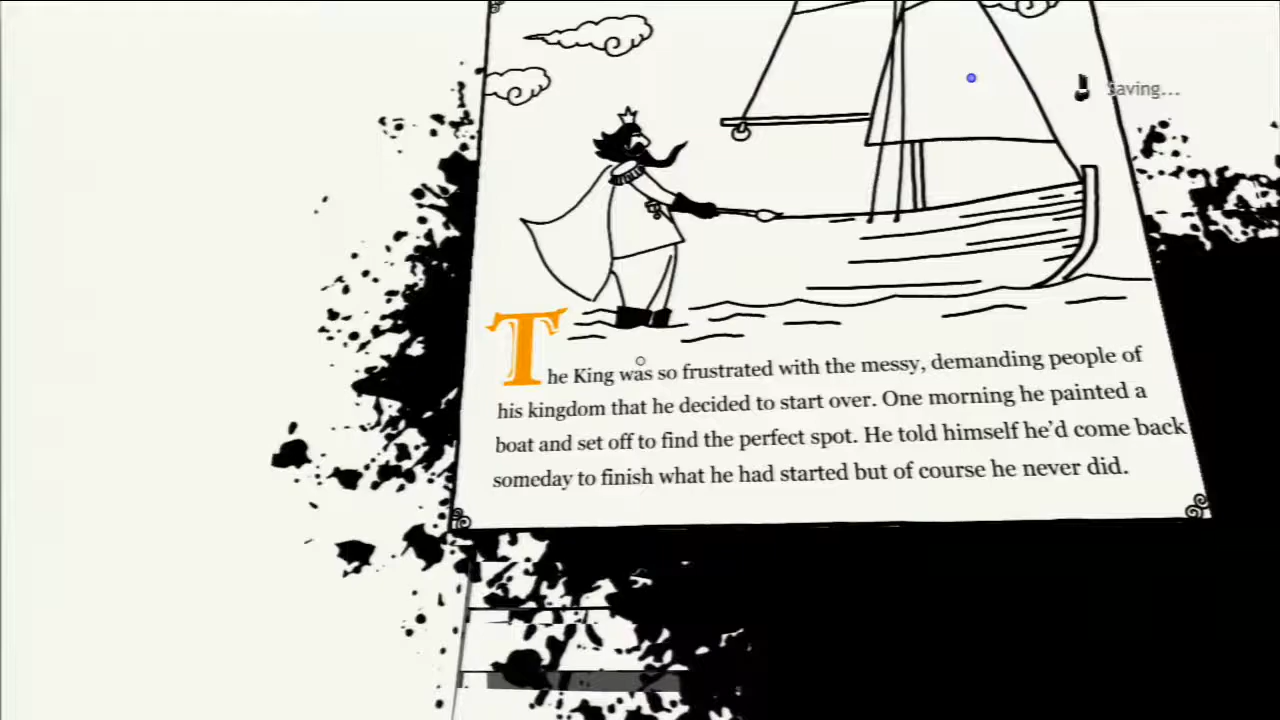 Saving...
The King was so frustrated with the messy, demanding people of
his kingdom that he decided to start over. One morning he painted a
boat and set off to find the perfect spot. He told himself he'd come back
someday to finish what he had started but of course he never did.